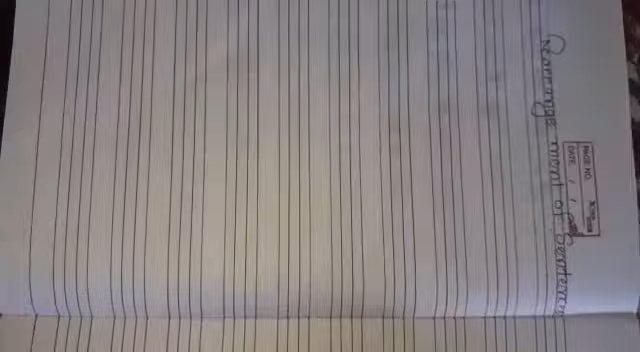 PAGE NO.
DATE / /
Rearrangement of Sentences